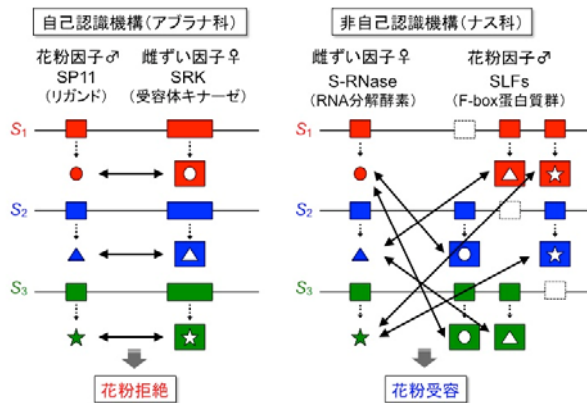 自己認識機構(アブラナ科)
花粉因子♂
SP11
(リガンド)
雌ずい因子♀
SRK
(受容体キナーゼ)
S1
S2
S3
花粉拒絶
非自己認識機構(ナス科)
雌ずい因子♀
S-RNase
(RNA分解酵素)
花粉因子♂
SLFs
(F-box蛋白質群)
S1
S2
S3
花粉受容